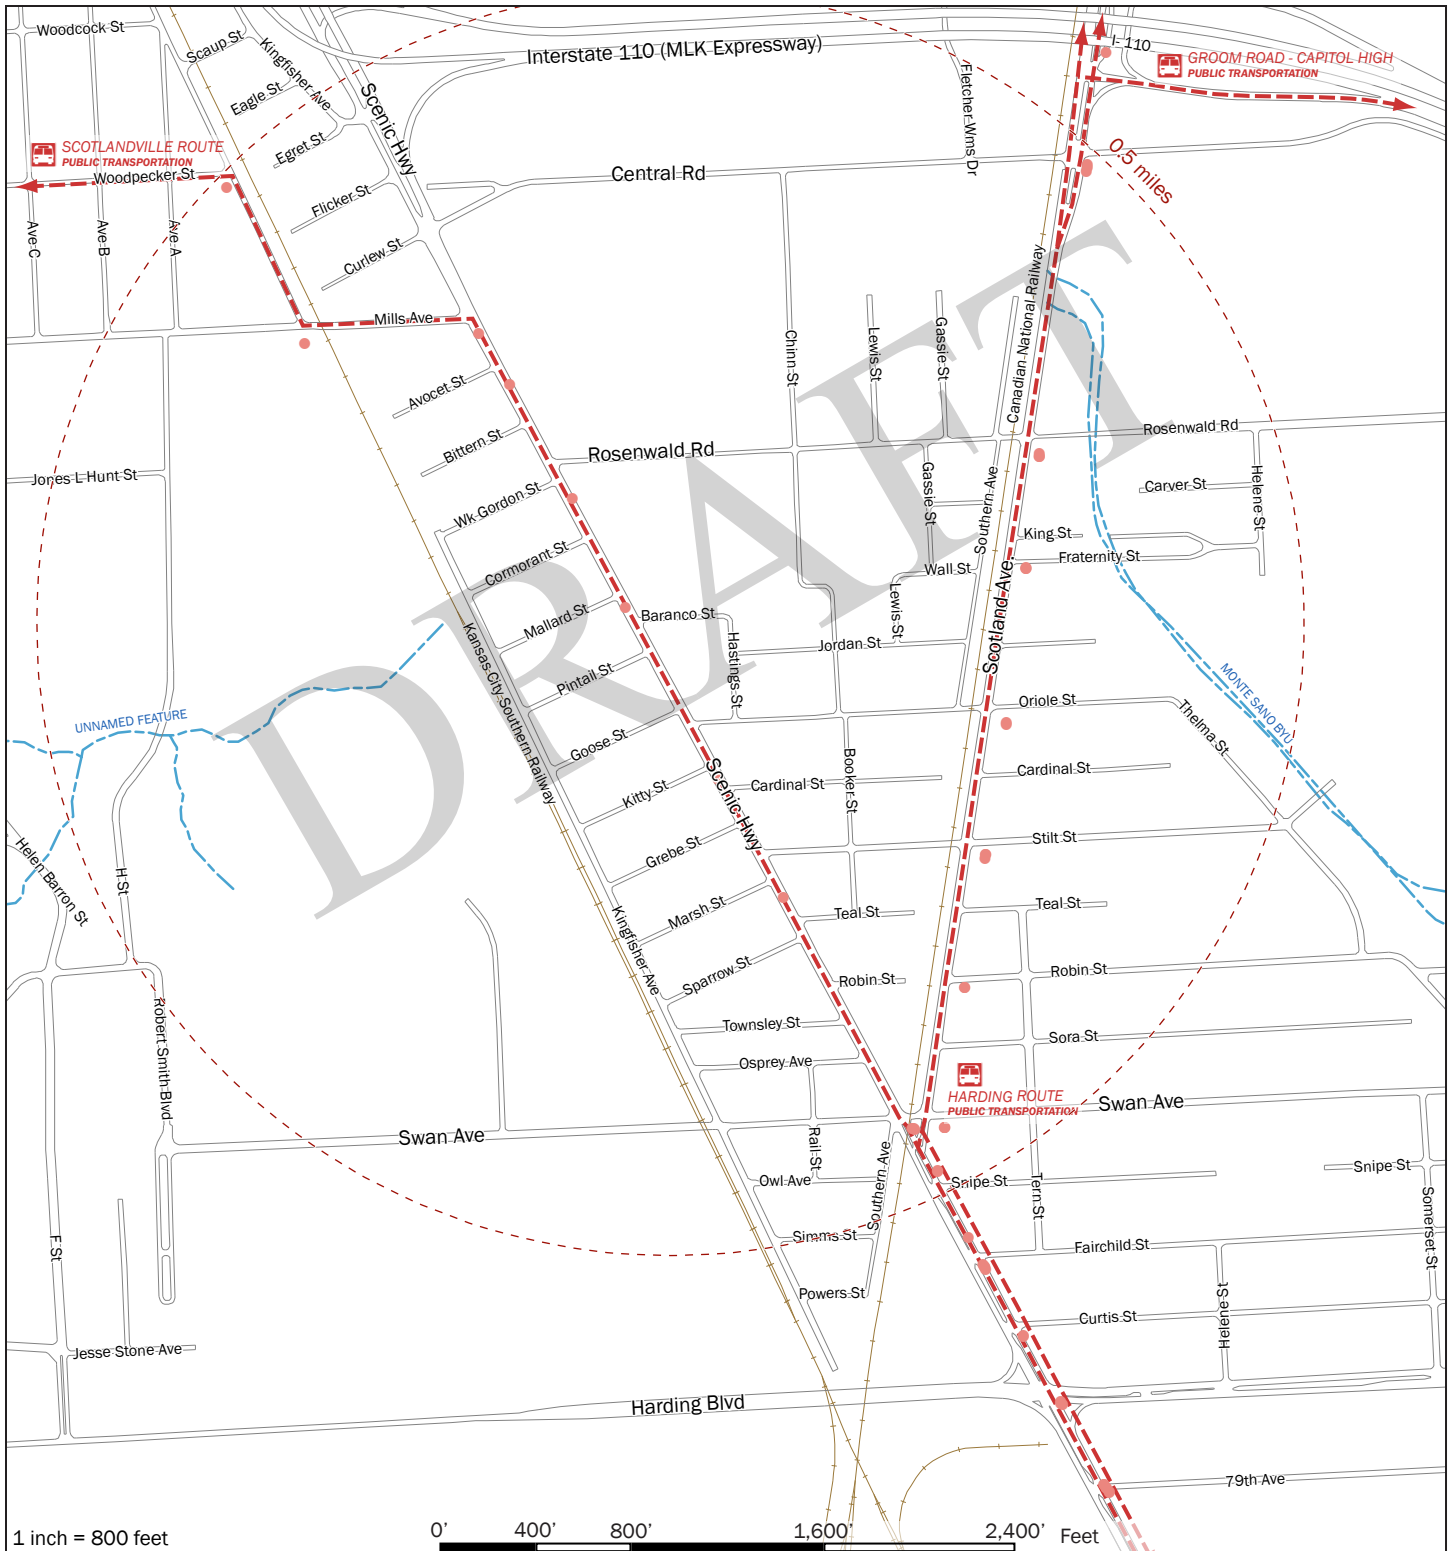 Woodcock St
Scaup St
Kingfisher Ave
Eagle St
Egret St
Scenic Hwy
Interstate 110 (MLK Expressway)
I-110
GROOM ROAD - CAPITOL HIGH
PUBLIC TRANSPORTATION
Fletcher Wms Dr
0.5 miles
SCOTLANDVILLE ROUTE
PUBLIC TRANSPORTATION
Woodpecker St
Central Rd
Flicker St
Curlew St
Ave C
Ave B
Ave A
Mills Ave
Canadian National Railway
Chinn St
Lewis St
Gassie St
Avocet St
Bittern St
Rosenwald Rd
Rosenwald Rd
Jones L Hunt St
Wk Gordon St
Gassie St
Southern Ave
Carver St
Helene St
King St
Fraternity St
Cormorant St
Wall St
Lewis St
Scotland Ave.
Mallard St
Baranco St
Hastings St
Jordan St
DRAFT
Kansas City Southern Railway
Pintail St
Oriole St
Thelma St
MONTE SANO BYU
UNNAMED FEATURE
Goose St
Scenic Hwy
Booker St
Cardinal St
Cardinal St
Kitty St
Grebe St
Stilt St
Helen Barron St
H St
Marsh St
Teal St
Teal St
Kingfisher Ave
Sparrow St
Robin St
Robin St
Robert Smith Blvd
Townsley St
Sora St
Osprey Ave
HARDING ROUTE
PUBLIC TRANSPORTATION
Swan Ave
Swan Ave
Rail St
Southern Ave
Owl Ave
Snipe St
Tern St
Snipe St
Somerset St
F St
Simms St
Fairchild St
Powers St
Curtis St
Helene St
Jesse Stone Ave
Harding Blvd
79th Ave
1 inch = 800 feet
0' 400' 800' 1,600' 2,400' Feet